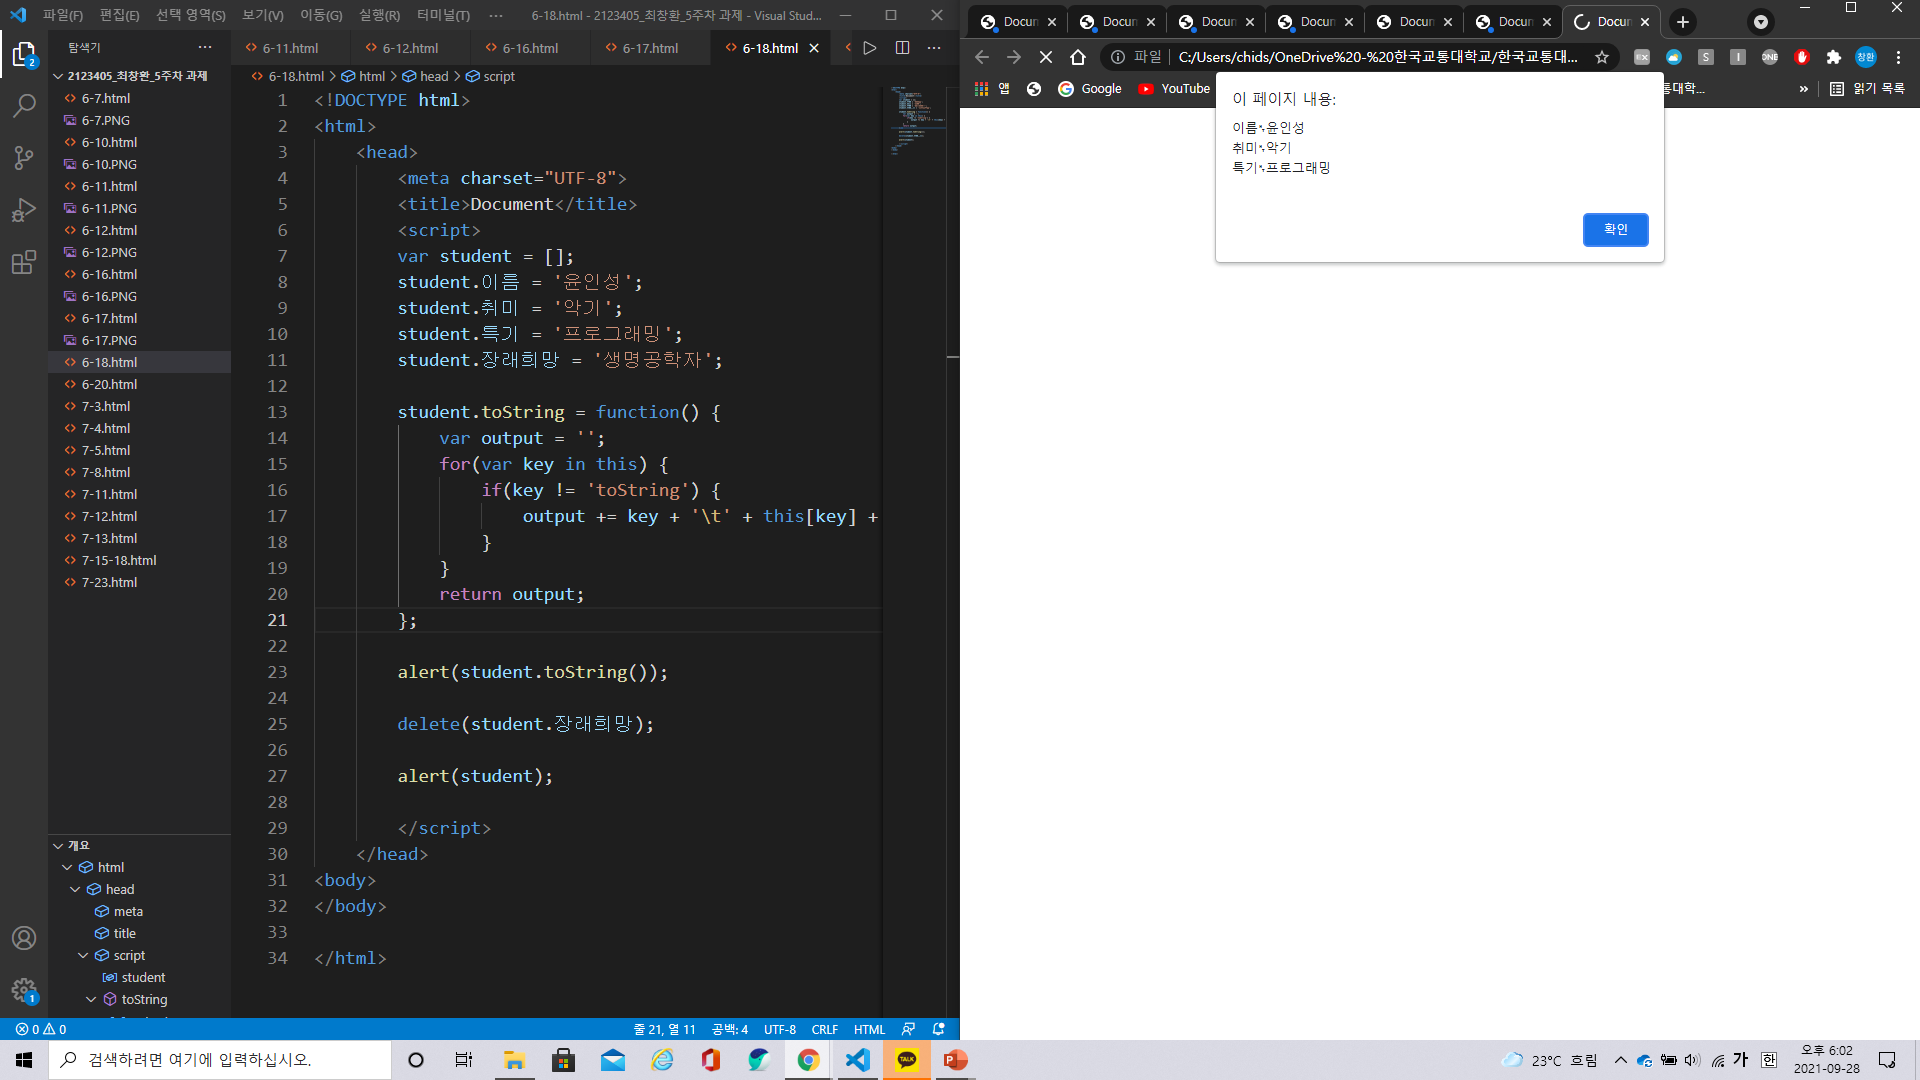 파일(F) 편집(E) 선택 영역(S) 보기(V) 이동(G) 실행(R) 터미널(T) ··· 6-18.html - 2123405_최창환_5주차 과제 - Visual Stud...
탐색기 ···
2123405_최창환_5주차 과제
6-7.html
6-7.PNG
6-10.html
6-10.PNG
6-11.html
6-11.PNG
6-12.html
6-12.PNG
6-16.html
6-16.PNG
6-17.html
6-17.PNG
6-18.html
6-20.html
7-3.html
7-4.html
7-5.html
7-8.html
7-11.html
7-12.html
7-13.html
7-15-18.html
7-23.html
개요
html
head
meta
title
script
student
toString
2
1
6-11.html 6-12.html 6-16.html 6-17.html 6-18.html
6-18.html > html > head > script
1 <!DOCTYPE html>
2 <html>
3 <head>
4 <meta charset="UTF-8">
5 <title>Document</title>
6 <script>
7 var student = [];
8 student.이름 = '윤인성';
9 student.취미 = '악기';
10 student.특기 = '프로그래밍';
11 student.장래희망 = '생명공학자';
12
13 student.toString = function() {
14 var output = '';
15 for(var key in this) {
16 if(key != 'toString') {
17 output += key + '\t' + this[key] +
18 }
19 }
20 return output;
21 };
22
23 alert(student.toString());
24
25 delete(student.장래희망);
26
27 alert(student);
28
29 </script>
30 </head>
31 <body>
32 </body>
33
34 </html>
0 0 줄 21, 열 11 공백: 4 UTF-8 CRLF HTML
Docun Docun Docun Docun Docun Docun Docun
파일 | C:/Users/chids/OneDrive%20-%20한국교통대학교/한국교통대...
S I ONE 창환
앱 Google YouTube 통대학... » 읽기 목록
이 페이지 내용:
이름 윤인성
취미 악기
특기 프로그래밍
확인
검색하려면 여기에 입력하십시오.
TALK
23°C 흐림 가 한 오후 6:02
2021-09-28